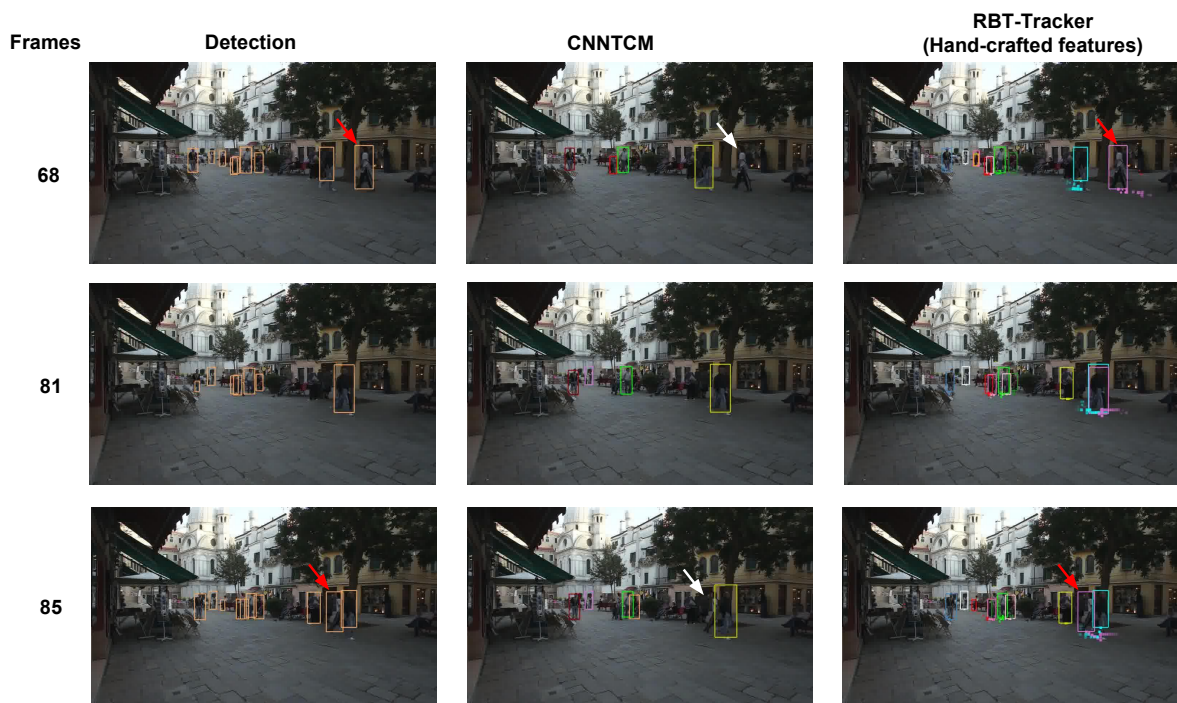 Frames
Detection
CNNTCM
RBT-Tracker
(Hand-crafted features)
68
81
85